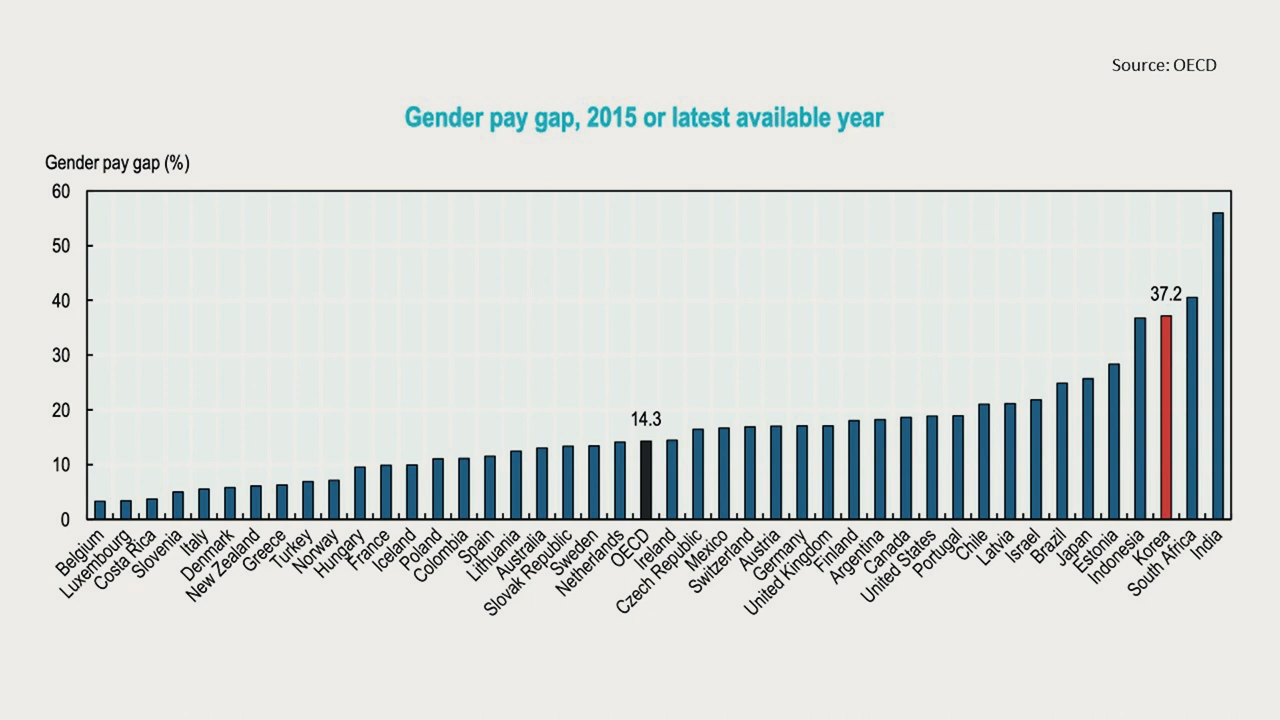 Source: OECD
Gender pay gap, 2015 or latest available year
Gender pay gap (%)
60
50
40
30
20
10
0
14.3
37.2
Belgium
Luxembourg
Costa Rica
Slovenia
Italy
Denmark
New Zealand
Greece
Turkey
Norway
Hungary
France
Iceland
Poland
Colombia
Spain
Lithuania
Australia
Slovak Republic
Sweden
Netherlands
OECD
Ireland
Czech Republic
Mexico
Switzerland
Austria
Germany
United Kingdom
Finland
Argentina
Canada
United States
Portugal
Chile
Latvia
Israel
Brazil
Japan
Estonia
Indonesia
Korea
South Africa
India